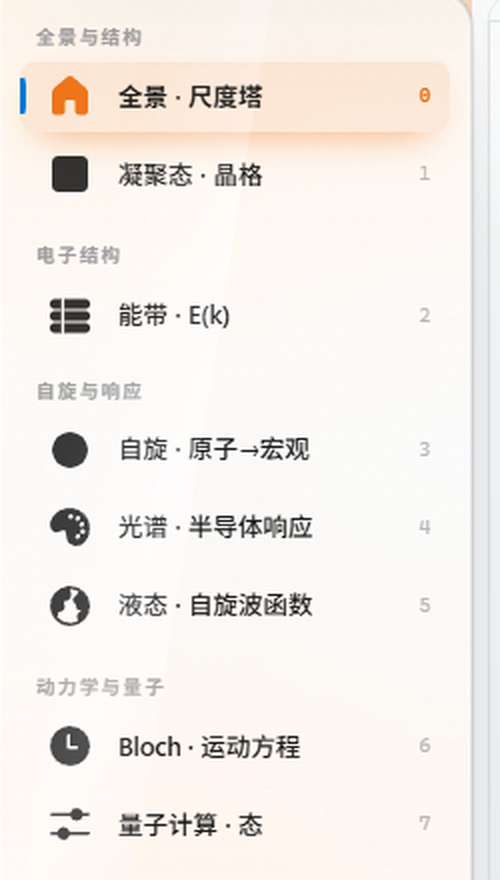 全景与结构
全景 · 尺度塔 0
凝聚态 · 晶格 1
电子结构
能带 · E(k) 2
自旋与响应
自旋 · 原子→宏观 3
光谱 · 半导体响应 4
液态 · 自旋波函数 5
动力学与量子
Bloch · 运动方程 6
量子计算 · 态 7